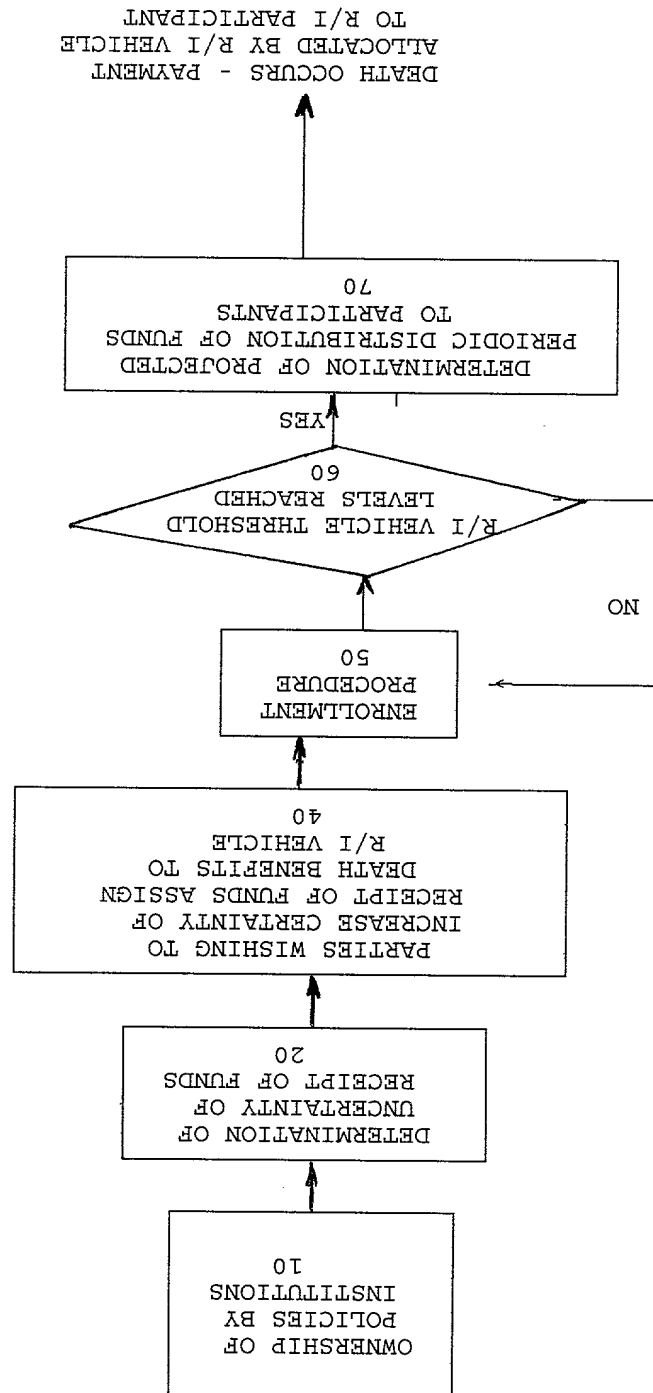 OWNERSHIP OF
POLICIES BY
INSTITUTIONS
10
DETERMINATION OF
UNCERTAINTY OF
RECEIPT OF FUNDS
20
PARTIES WISHING TO
INCREASE CERTAINTY OF
RECEIPT OF FUNDS ASSIGN
DEATH BENEFITS TO
R/I VEHICLE
40
ENROLLMENT
PROCEDURE
50
NO
R/I VEHICLE THRESHOLD
LEVELS REACHED
60
YES
DETERMINATION OF PROJECTED
PERIODIC DISTRIBUTION OF FUNDS
TO PARTICIPANTS
70
DEATH OCCURS - PAYMENT
ALLOCATED BY R/I VEHICLE
TO R/I PARTICIPANT